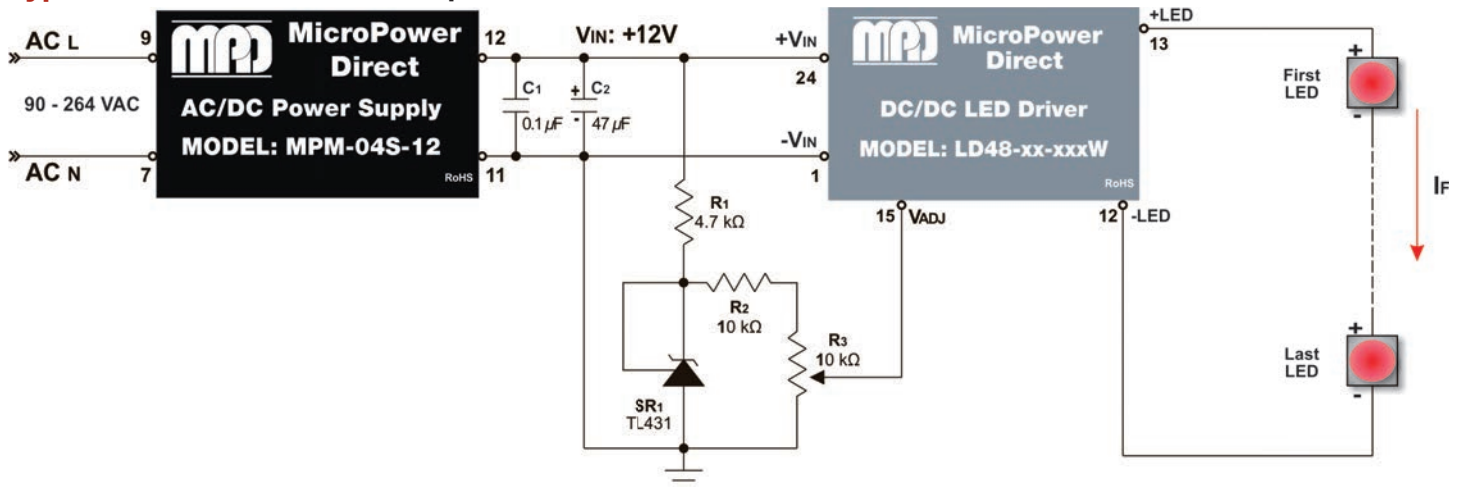 AC L
9
MPD
MicroPower
Direct
AC/DC Power Supply
MODEL: MPM-04S-12
RoHS
90 - 264 VAC
AC N
7
12
11
VIN: +12V
C1
0.1 µF
+ C2
-
47 µF
R1
4.7 kΩ
R2
10 kΩ
R3
10 kΩ
SR1
TL431
+VIN
24
-VIN
1
MPD
MicroPower
Direct
DC/DC LED Driver
MODEL: LD48-xx-xxxW
RoHS
15 VADJ
12 -LED
+LED
13
First
LED
+
-
IF
Last
LED
+
-